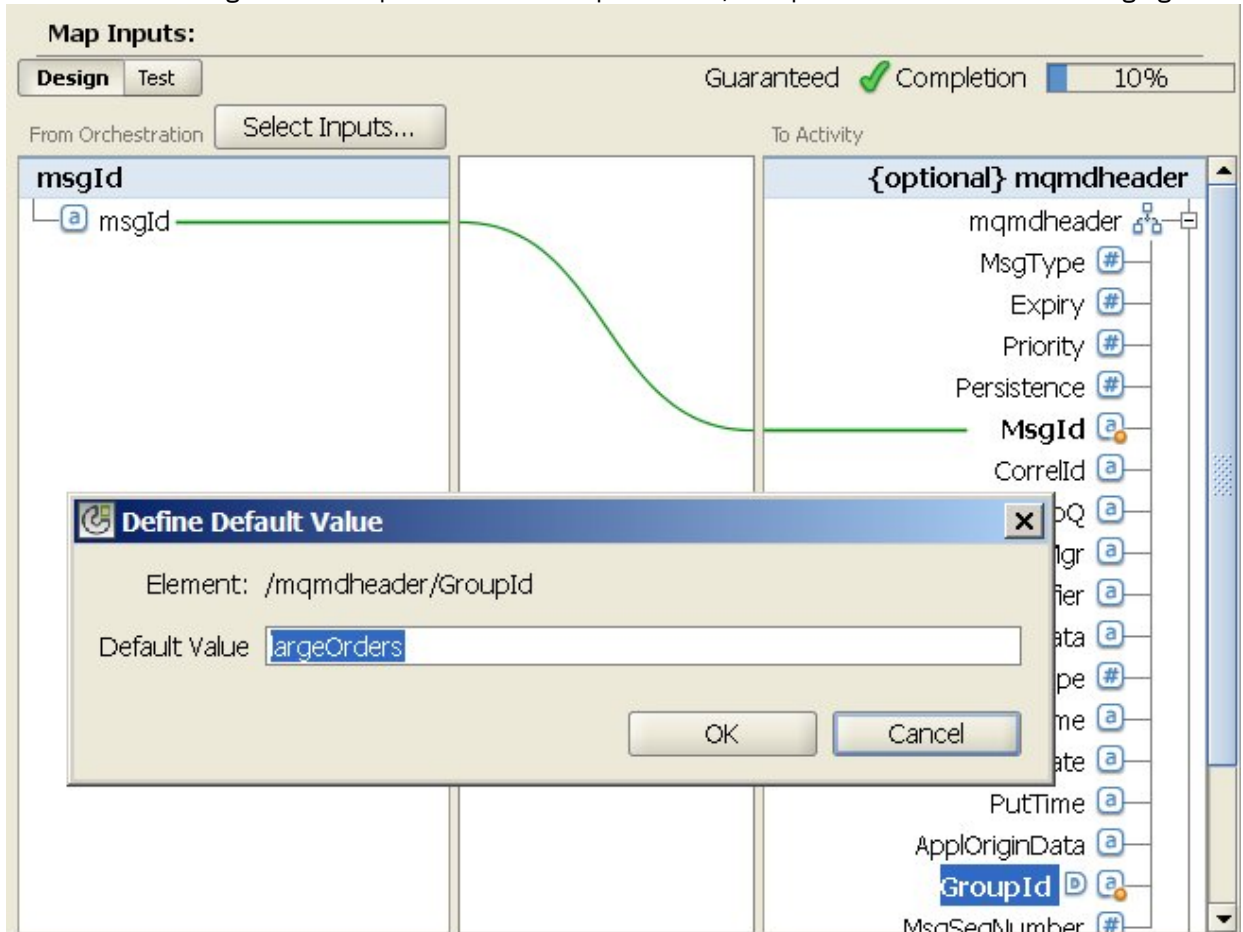 Map Inputs:
Design Test Guaranteed Completion 10%
From Orchestration Select Inputs... To Activity
msgId {optional} mqmdheader
msgId mqmdheader
MsgType
Expiry
Priority
Persistence
MsgId
CorrelId
Define Default Value
Element: /mqmdheader/GroupId
Default Value largeOrders
OK Cancel
PutTime
ApplOriginData
GroupId D
MsgSeqNumber